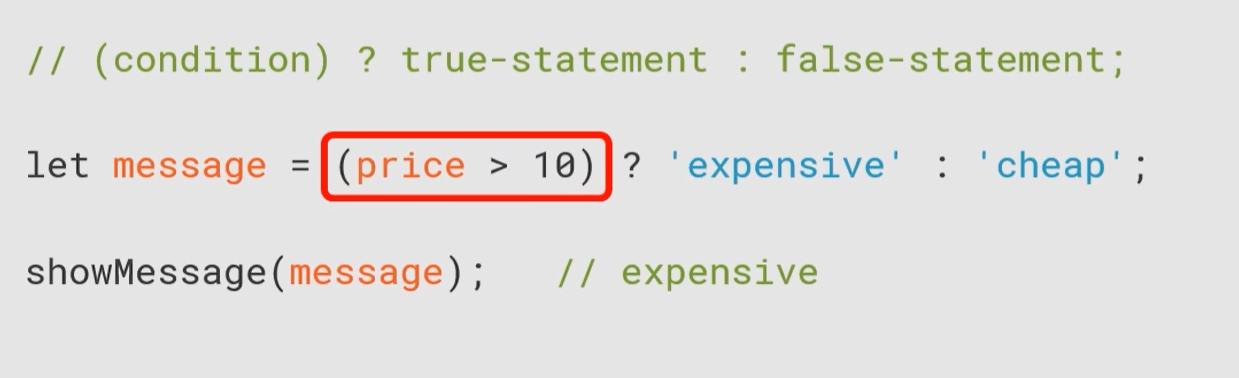 // (condition) ? true-statement : false-statement;
let message = (price > 10) ? 'expensive' : 'cheap';
showMessage(message);   // expensive